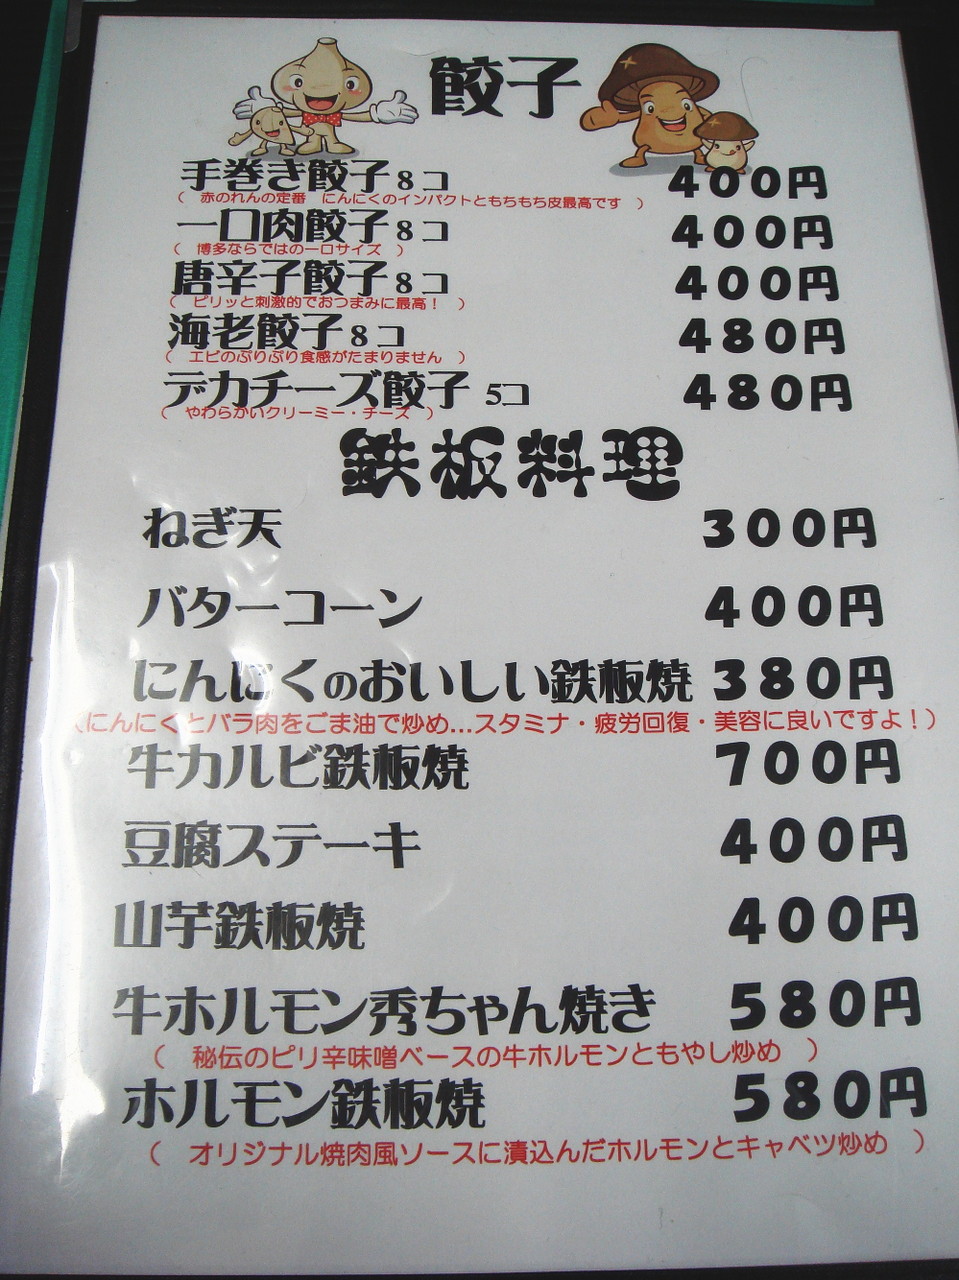 餃子
手巻き餃子8コ 400円
（　赤のれんの定番　にんにくのインパクトともちもち皮最高です　）
一口肉餃子8コ 400円
（　博多ならではの一口サイズ　）
唐辛子餃子8コ 400円
（　ピリッと刺激的でおつまみに最高！　）
海老餃子8コ 480円
（　エビのぷりぷり食感がたまりません　）
デカチーズ餃子 5コ 480円
（　やわらかいクリーミー・チーズ　）
鉄板料理
ねぎ天 300円
バターコーン 400円
にんにくのおいしい鉄板焼 380円
（にんにくとバラ肉をごま油で炒め…スタミナ・疲労回復・美容に良いですよ！）
牛カルビ鉄板焼 700円
豆腐ステーキ 400円
山芋鉄板焼 400円
牛ホルモン秀ちゃん焼き 580円
（　秘伝のピリ辛味噌ベースの牛ホルモンともやし炒め　）
ホルモン鉄板焼 580円
（　オリジナル焼肉風ソースに漬込んだホルモンとキャベツ炒め　）